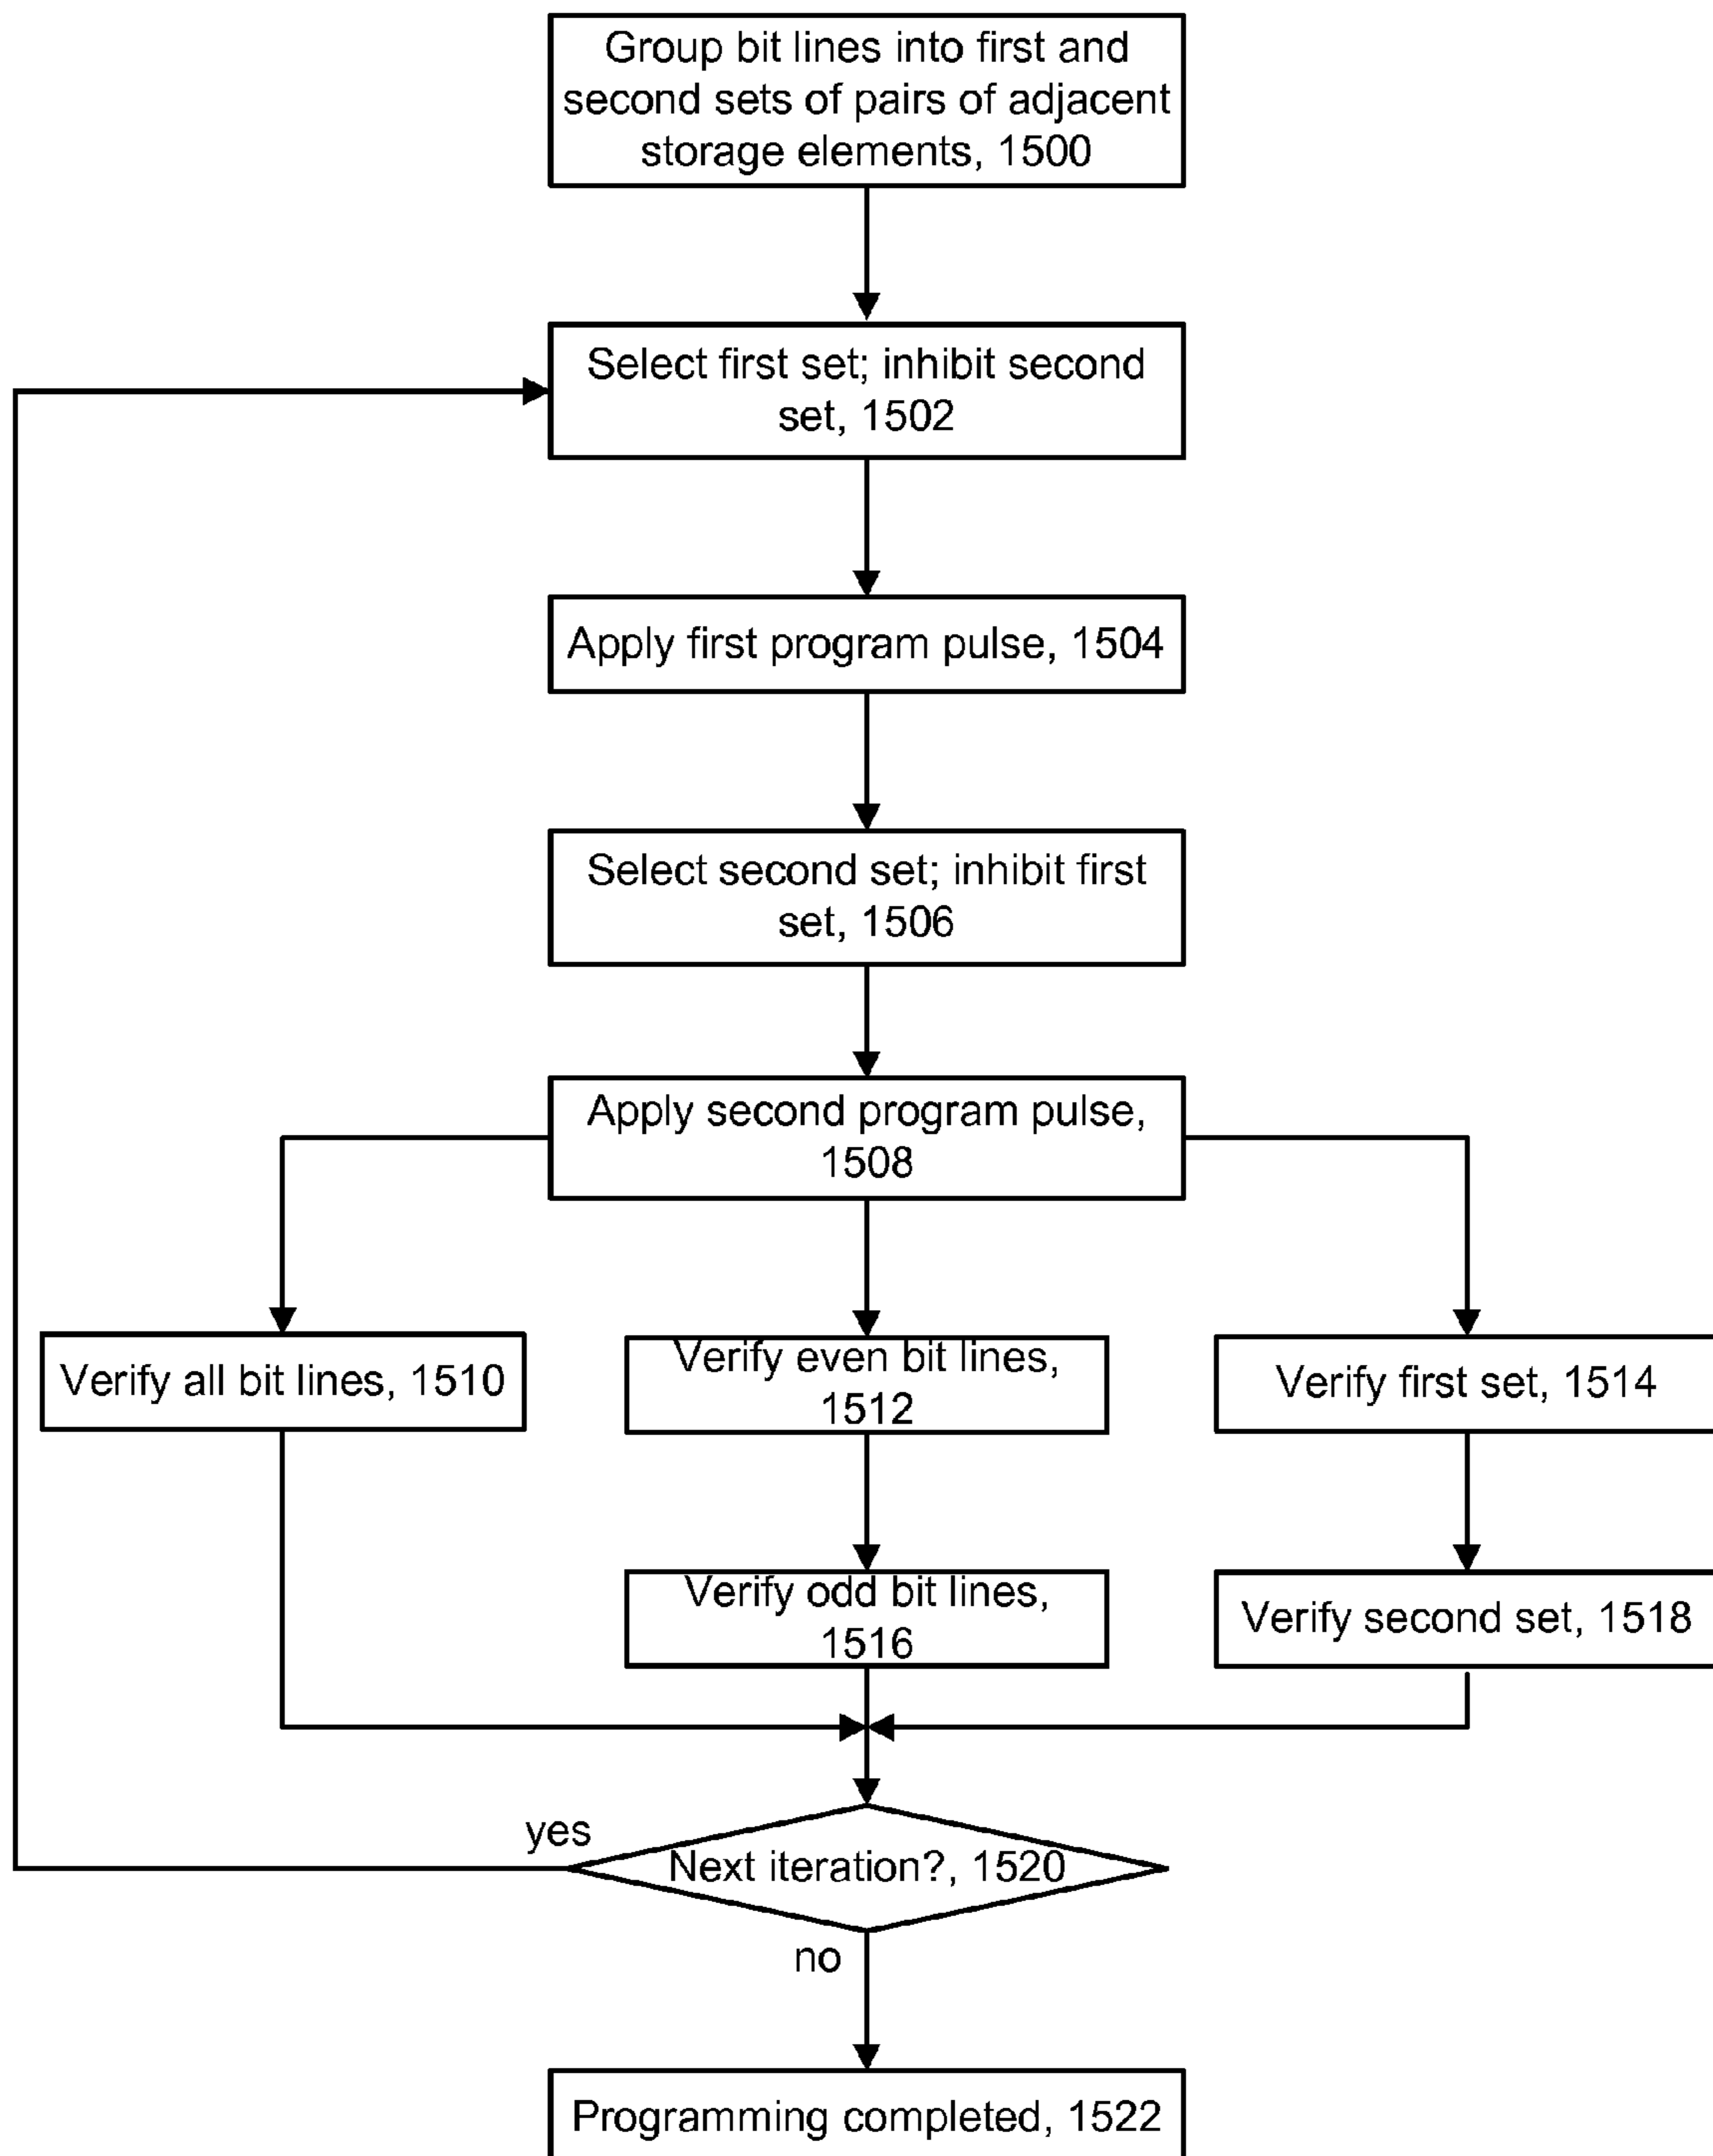 Group bit lines into first and
second sets of pairs of adjacent
storage elements, 1500
Select first set; inhibit second
set, 1502
Apply first program pulse, 1504
Select second set; inhibit first
set, 1506
Apply second program pulse,
1508
Verify all bit lines, 1510
Verify even bit lines,
1512
Verify first set, 1514
Verify odd bit lines,
1516
Verify second set, 1518
yes
Next iteration?, 1520
no
Programming completed, 1522